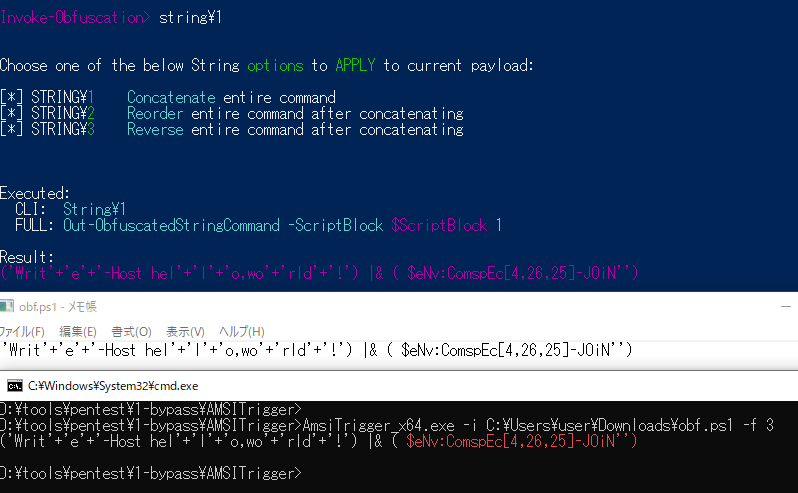 Invoke-Obfuscation> string¥1
Choose one of the below String options to APPLY to current payload:
[*] STRING¥1    Concatenate entire command
[*] STRING¥2    Reorder entire command after concatenating
[*] STRING¥3    Reverse entire command after concatenating
Executed:
  CLI:  String¥1
  FULL: Out-ObfuscatedStringCommand -ScriptBlock $ScriptBlock 1
Result:
('Writ'+'e'+'-Host hel'+'l'+'o,wo'+'rld'+'!') |& ( $eNv:ComspEc[4,26,25]-JOiN'')
obf.ps1 - メモ帳
ファイル(F)    編集(E)    書式(O)    表示(V)    ヘルプ(H)
'Writ'+'e'+'-Host hel'+'l'+'o,wo'+'rld'+'!') |& ( $eNv:ComspEc[4,26,25]-JOiN'')
C:¥Windows¥System32¥cmd.exe
D:¥tools¥pentest¥1-bypass¥AMSITrigger>
D:¥tools¥pentest¥1-bypass¥AMSITrigger>AmsiTrigger_x64.exe -i C:¥Users¥user¥Downloads¥obf.ps1 -f 3
('Writ'+'e'+'-Host hel'+'l'+'o,wo'+'rld'+'!') |& ( $eNv:ComspEc[4,26,25]-JOiN'')
D:¥tools¥pentest¥1-bypass¥AMSITrigger>